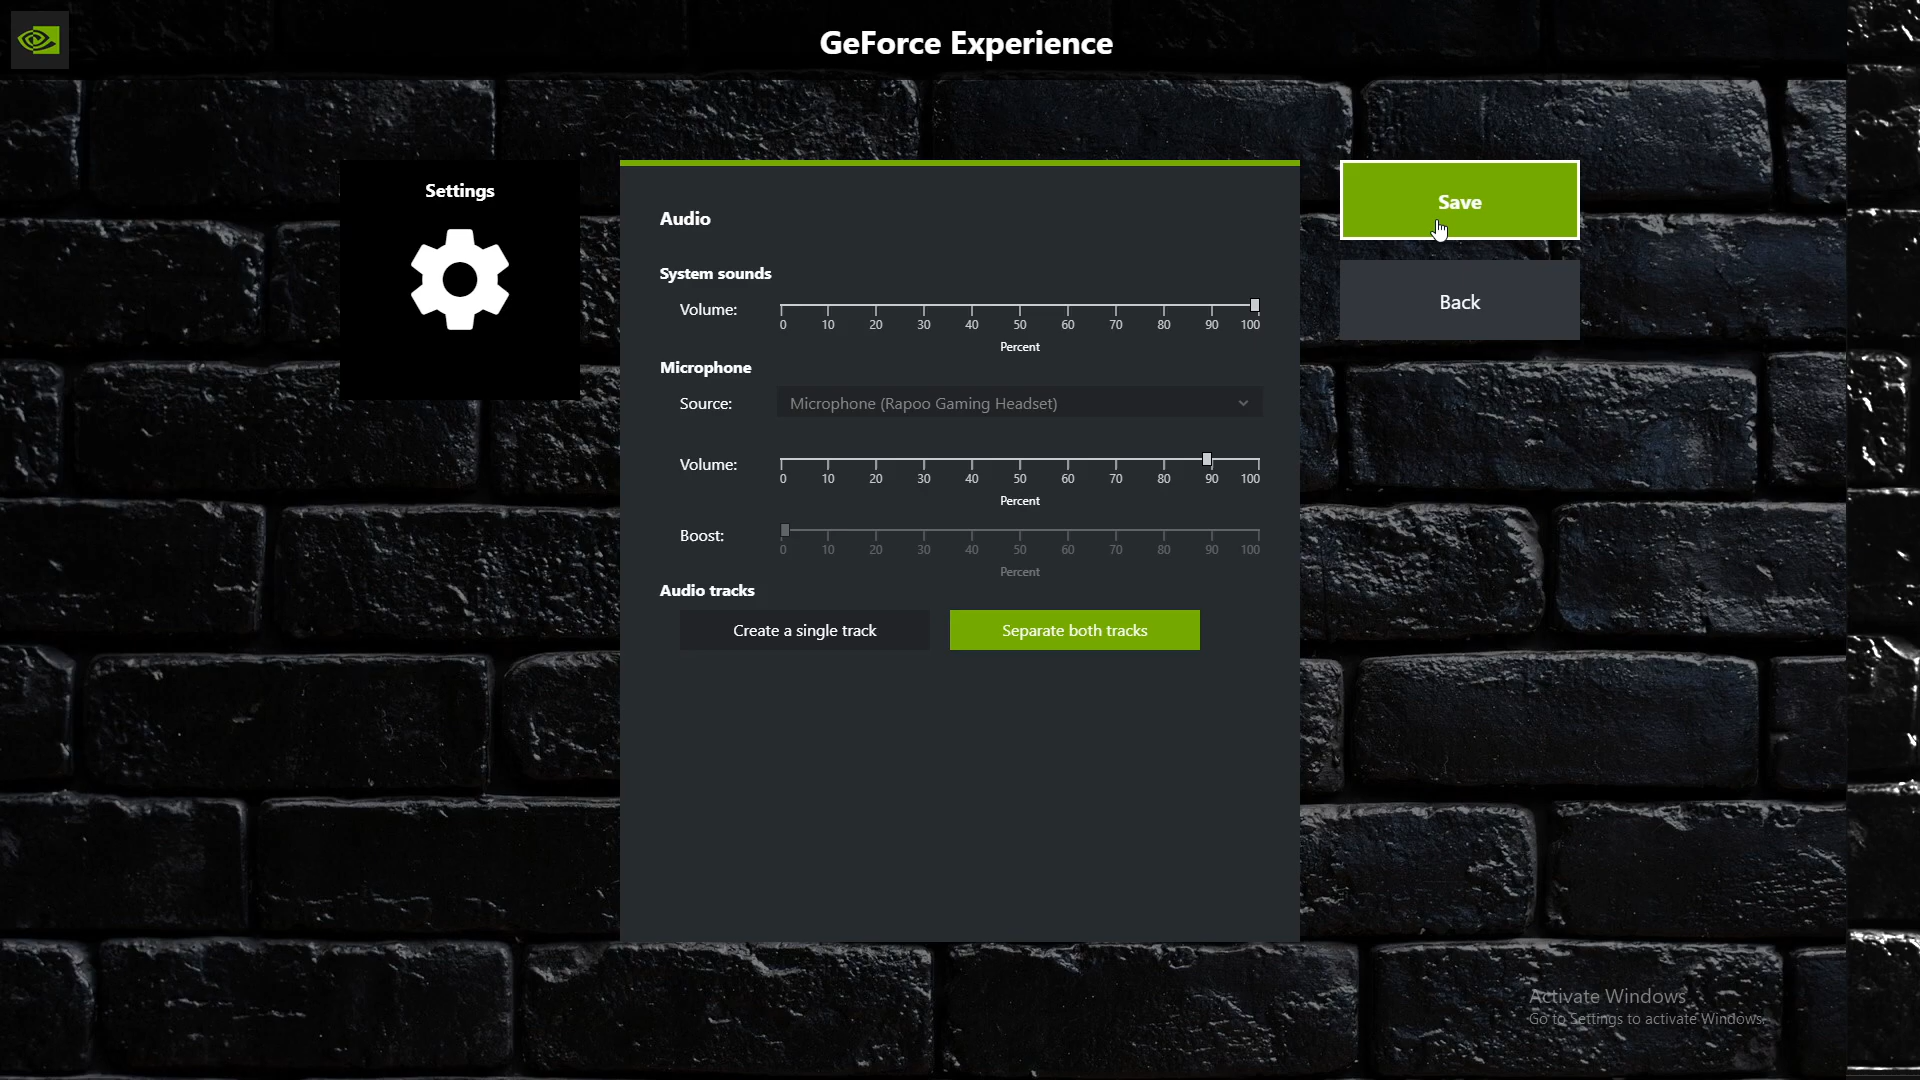 GeForce Experience
Settings
Audio
System sounds
Volume:
0 10 20 30 40 50 60 70 80 90 100
Percent
Microphone
Source:
Microphone (Rapoo Gaming Headset)
Volume:
0 10 20 30 40 50 60 70 80 90 100
Percent
Boost:
0 10 20 30 40 50 60 70 80 90 100
Percent
Audio tracks
Create a single track
Separate both tracks
Save
Back
Activate Windows
Go to Settings to activate Windows.